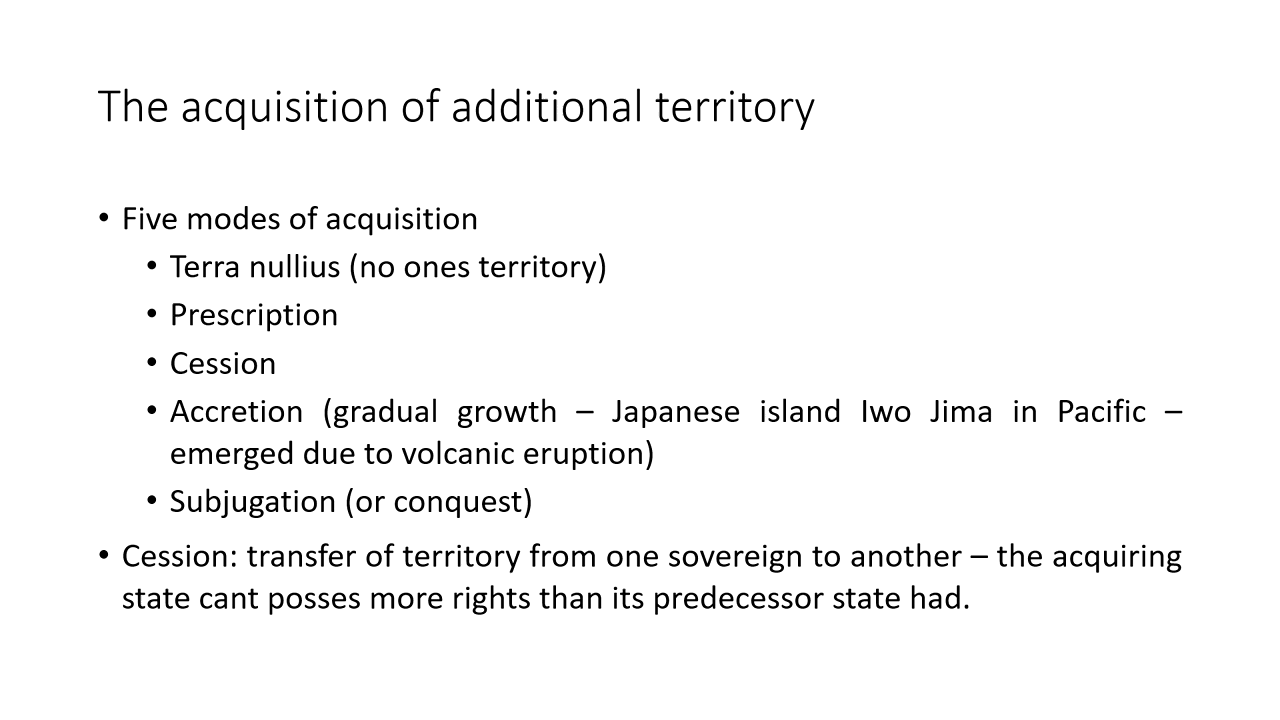 The acquisition of additional territory
• Five modes of acquisition
• Terra nullius (no ones territory)
• Prescription
• Cession
• Accretion (gradual growth – Japanese island Iwo Jima in Pacific –
emerged due to volcanic eruption)
• Subjugation (or conquest)
• Cession: transfer of territory from one sovereign to another – the acquiring
state cant posses more rights than its predecessor state had.